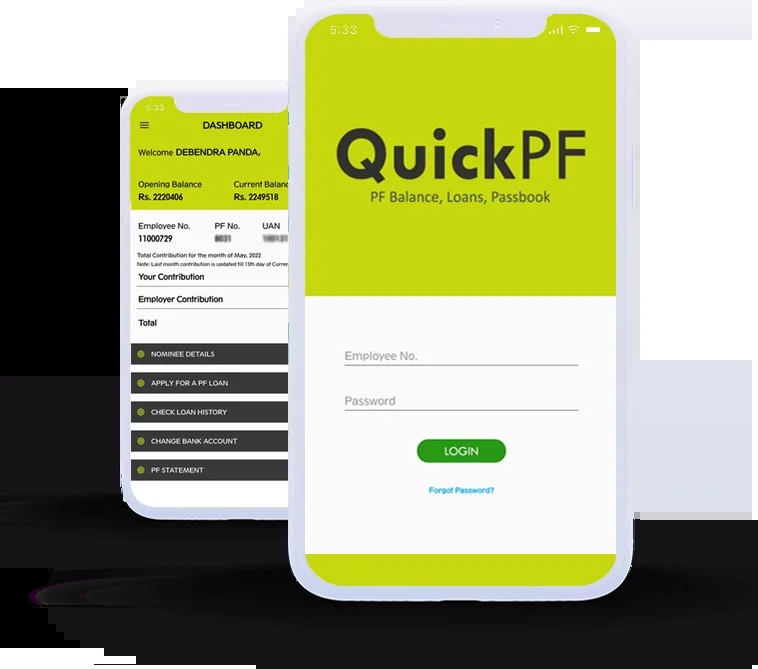 5:33
DASHBOARD
Welcome DEBENDRA PANDA,
Opening Balance Current Balanc
Rs. 2220406 Rs. 2249518
Employee No. PF No. UAN
11000729
Total Contribution for the month of May, 2022
Note: Last month contribution is updated till 15th day of Curren
Your Contribution
Employer Contribution
Total
NOMINEE DETAILS
APPLY FOR A PF LOAN
CHECK LOAN HISTORY
CHANGE BANK ACCOUNT
PF STATEMENT
5:33
QuickPF
PF Balance, Loans, Passbook
Employee No.
Password
LOGIN
Forgot Password?